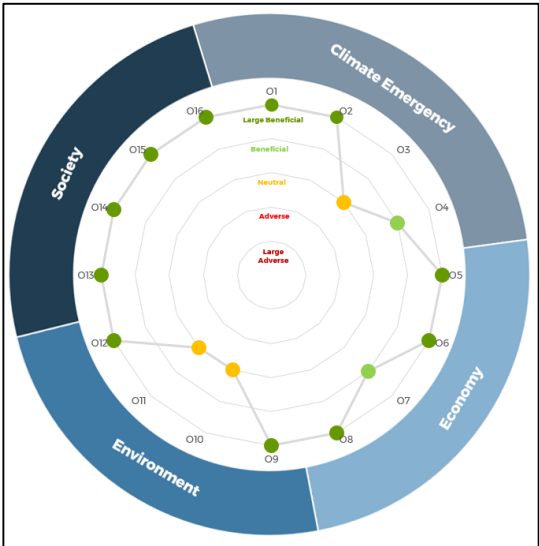 Climate Emergency
Society
Economy
Environment
O1
O2
O3
O4
O5
O6
O7
O8
O9
O10
O11
O12
O13
O14
O15
O16
Large Beneficial
Beneficial
Neutral
Adverse
Large
Adverse